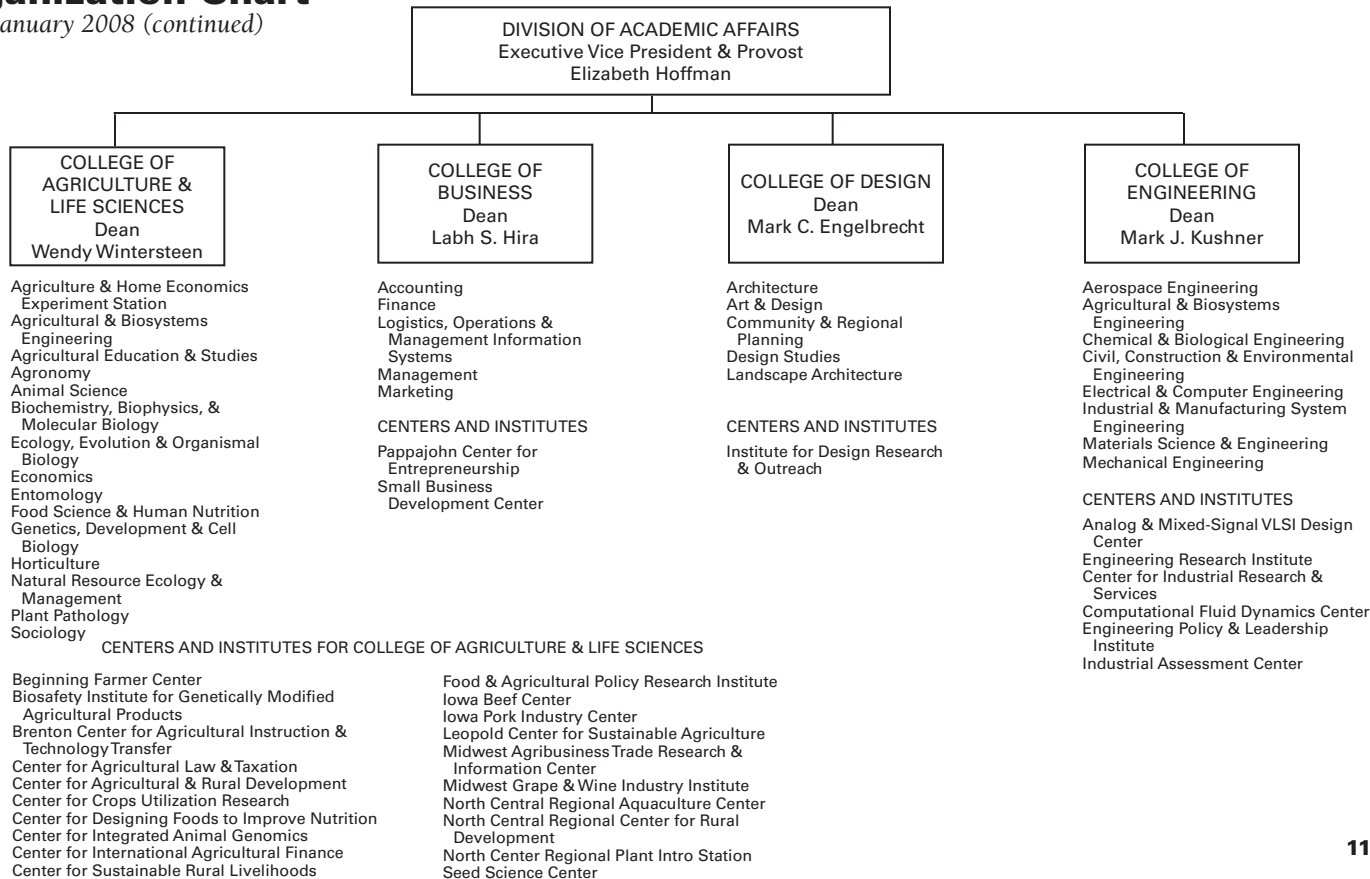 January 2008 (continued)
DIVISION OF ACADEMIC AFFAIRS
Executive Vice President & Provost
Elizabeth Hoffman
COLLEGE OF
AGRICULTURE &
LIFE SCIENCES
Dean
Wendy Wintersteen
COLLEGE OF
BUSINESS
Dean
Labh S. Hira
COLLEGE OF DESIGN
Dean
Mark C. Engelbrecht
COLLEGE OF
ENGINEERING
Dean
Mark J. Kushner
Agriculture & Home Economics
Experiment Station
Agricultural & Biosystems
Engineering
Agricultural Education & Studies
Agronomy
Animal Science
Biochemistry, Biophysics, &
Molecular Biology
Ecology, Evolution & Organismal
Biology
Economics
Entomology
Food Science & Human Nutrition
Genetics, Development & Cell
Biology
Horticulture
Natural Resource Ecology &
Management
Plant Pathology
Sociology
Accounting
Finance
Logistics, Operations &
Management Information
Systems
Management
Marketing
CENTERS AND INSTITUTES
Pappajohn Center for
Entrepreneurship
Small Business
Development Center
Architecture
Art & Design
Community & Regional
Planning
Design Studies
Landscape Architecture
CENTERS AND INSTITUTES
Institute for Design Research
& Outreach
Aerospace Engineering
Agricultural & Biosystems
Engineering
Chemical & Biological Engineering
Civil, Construction & Environmental
Engineering
Electrical & Computer Engineering
Industrial & Manufacturing System
Engineering
Materials Science & Engineering
Mechanical Engineering
CENTERS AND INSTITUTES
Analog & Mixed-Signal VLSI Design
Center
Engineering Research Institute
Center for Industrial Research &
Services
Computational Fluid Dynamics Center
Engineering Policy & Leadership
Institute
Industrial Assessment Center
CENTERS AND INSTITUTES FOR COLLEGE OF AGRICULTURE & LIFE SCIENCES
Beginning Farmer Center
Biosafety Institute for Genetically Modified
Agricultural Products
Brenton Center for Agricultural Instruction &
Technology Transfer
Center for Agricultural Law & Taxation
Center for Agricultural & Rural Development
Center for Crops Utilization Research
Center for Designing Foods to Improve Nutrition
Center for Integrated Animal Genomics
Center for International Agricultural Finance
Center for Sustainable Rural Livelihoods
Food & Agricultural Policy Research Institute
Iowa Beef Center
Iowa Pork Industry Center
Leopold Center for Sustainable Agriculture
Midwest Agribusiness Trade Research &
Information Center
Midwest Grape & Wine Industry Institute
North Central Regional Aquaculture Center
North Central Regional Center for Rural
Development
North Center Regional Plant Intro Station
Seed Science Center
11